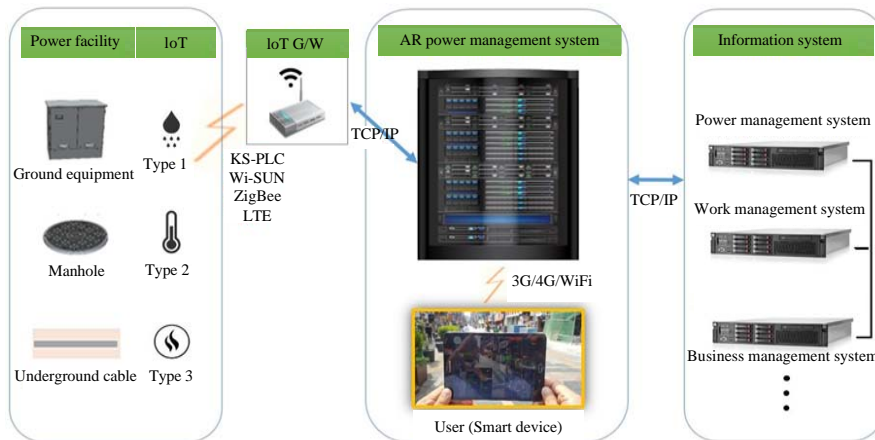 Power facility
IoT
IoT G/W
AR power management system
Information system
Ground equipment
Type 1
Manhole
Type 2
Underground cable
Type 3
KS-PLC
Wi-SUN
ZigBee
LTE
TCP/IP
3G/4G/WiFi
User (Smart device)
TCP/IP
Power management system
Work management system
Business management system